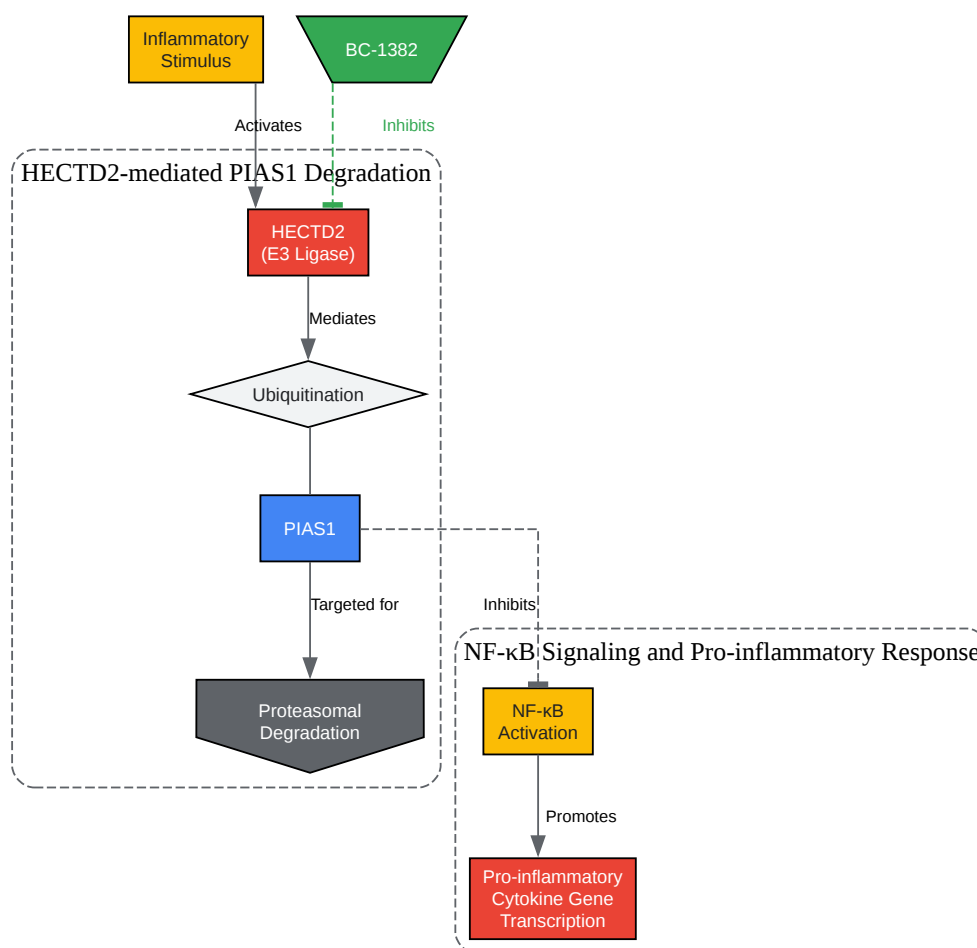 Inflammatory
Stimulus
BC-1382
Activates
Inhibits
HECTD2-mediated PIAS1 Degradation
HECTD2
(E3 Ligase)
Mediates
Ubiquitination
PIAS1
Targeted for
Inhibits
NF-κB Signaling and Pro-inflammatory Response
Proteasomal
Degradation
NF-κB
Activation
Promotes
Pro-inflammatory
Cytokine Gene
Transcription